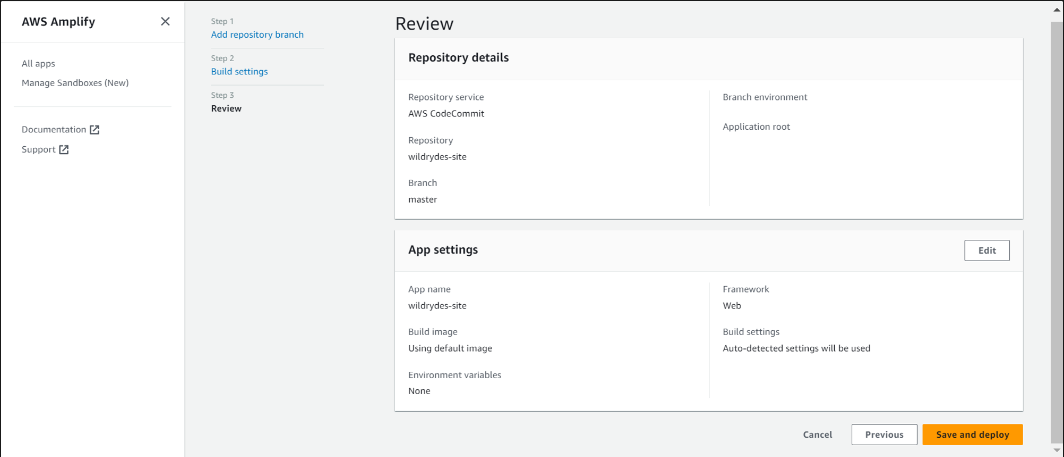 AWS Amplify
All apps
Manage Sandboxes (New)
Documentation
Support
Step 1
Add repository branch
Step 2
Build settings
Step 3
Review
Review
Repository details
Repository service
AWS CodeCommit
Repository
wildrydes-site
Branch
master
Branch environment
Application root
App settings
Edit
App name
wildrydes-site
Build image
Using default image
Environment variables
None
Framework
Web
Build settings
Auto-detected settings will be used
Cancel
Previous
Save and deploy